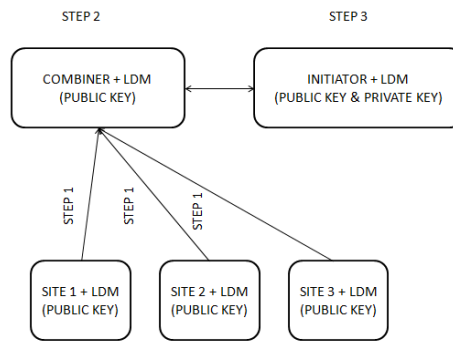 STEP 2
STEP 3
COMBINER + LDM
(PUBLIC KEY)
INITIATOR + LDM
(PUBLIC KEY & PRIVATE KEY)
STEP 1
STEP 1
STEP 1
SITE 1 + LDM
(PUBLIC KEY)
SITE 2 + LDM
(PUBLIC KEY)
SITE 3 + LDM
(PUBLIC KEY)